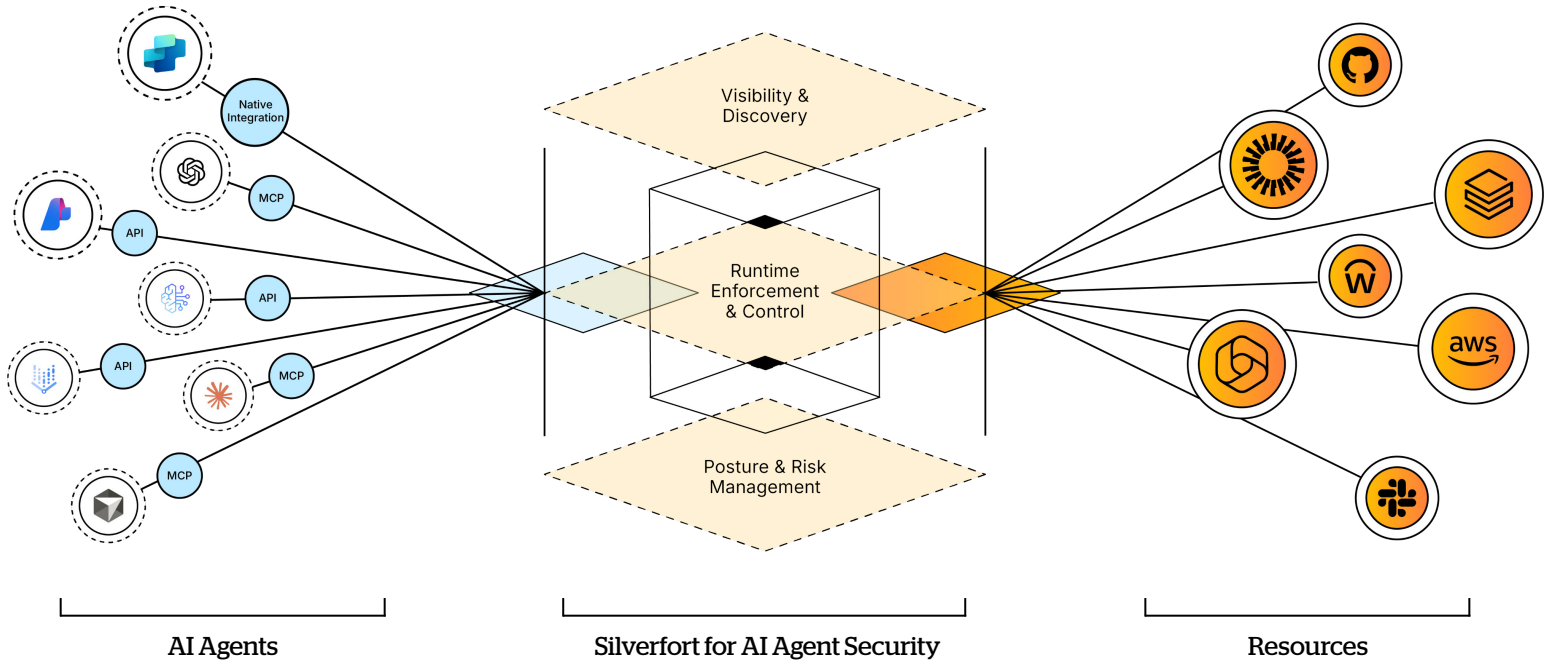 Native
Integration
MCP
API
API
API
MCP
MCP
Visibility &
Discovery
Runtime
Enforcement
& Control
Posture & Risk
Management
W
aws
AI Agents
Silverfort for AI Agent Security
Resources